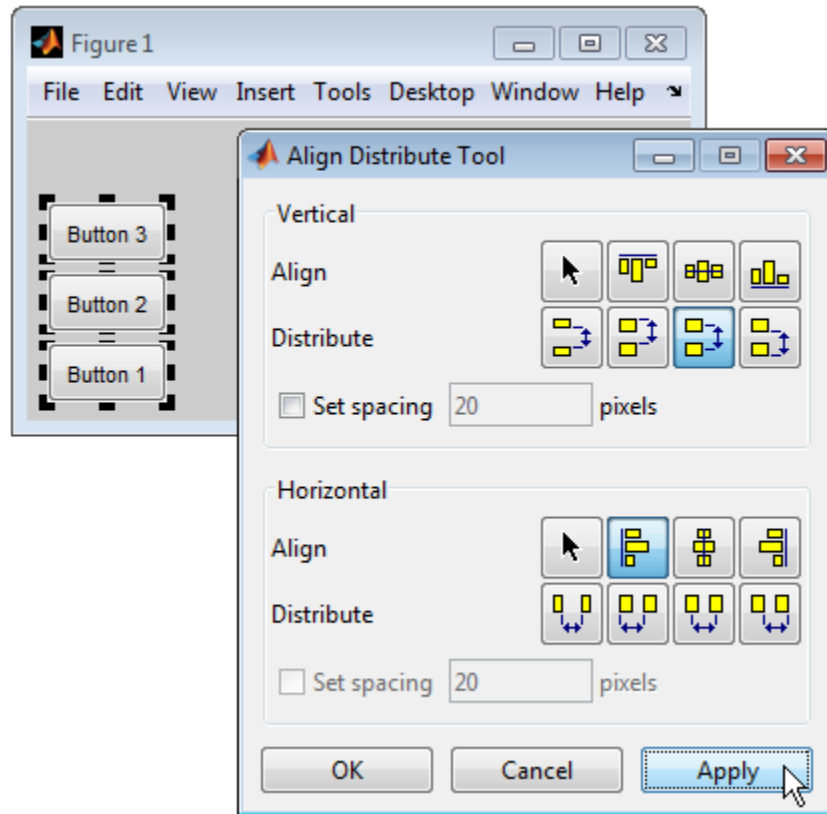 Figure 1
File Edit View Insert Tools Desktop Window Help
Align Distribute Tool
Button 3
Button 2
Button 1
Vertical
Align
Distribute
Set spacing 20 pixels
Horizontal
Align
Distribute
Set spacing 20 pixels
OK Cancel Apply